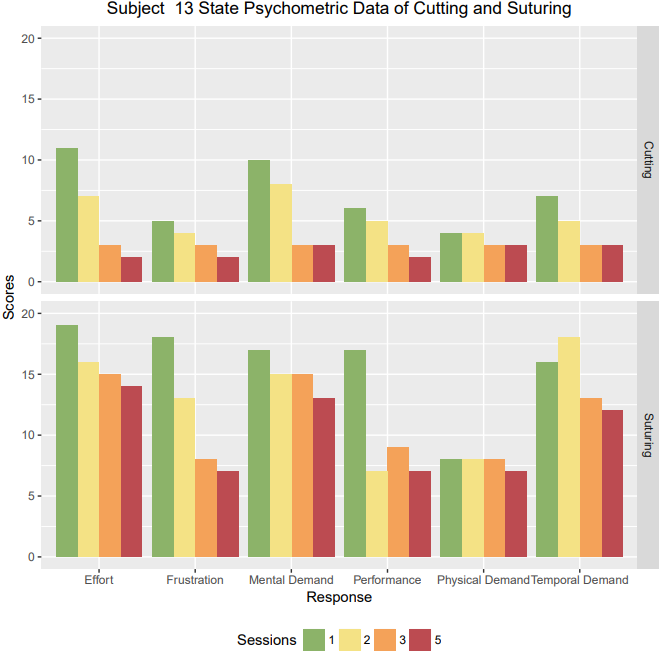 Subject  13 State Psychometric Data of Cutting and Suturing
20
15
10
5
0
Cutting
Scores
20
15
10
5
0
Suturing
Effort Frustration Mental Demand Performance Physical Demand Temporal Demand
Response
Sessions 1 2 3 5